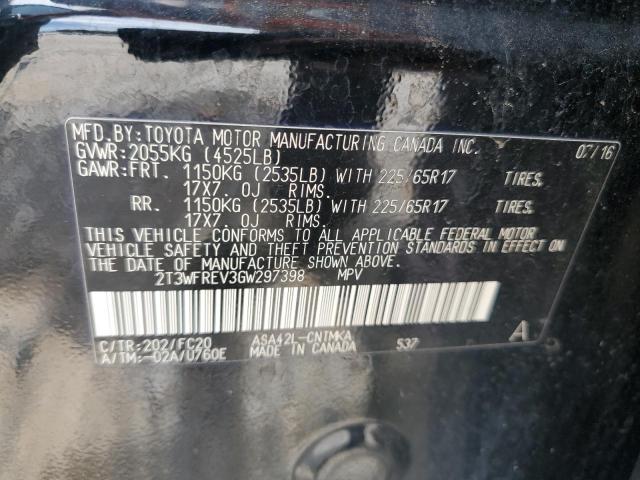 MFD.BY:TOYOTA MOTOR MANUFACTURING CANADA INC. 07/16
GVWR:2055KG (4525LB)
GAWR:FRT. 1150KG (2535LB) WITH 225/65R17 TIRES.
17X7.0J RIMS.
RR. 1150KG (2535LB) WITH 225/65R17 TIRES.
17X7.0J RIMS.
THIS VEHICLE CONFORMS TO ALL APPLICABLE FEDERAL MOTOR
VEHICLE SAFETY AND THEFT PREVENTION STANDARDS IN EFFECT ON
THE DATE OF MANUFACTURE SHOWN ABOVE.
2T3WFREV3GW297398 MPV
C/TR:202/FC20 ASA42L-CNTMKA 537
A/TM:-02A/U760E MADE IN CANADA
A